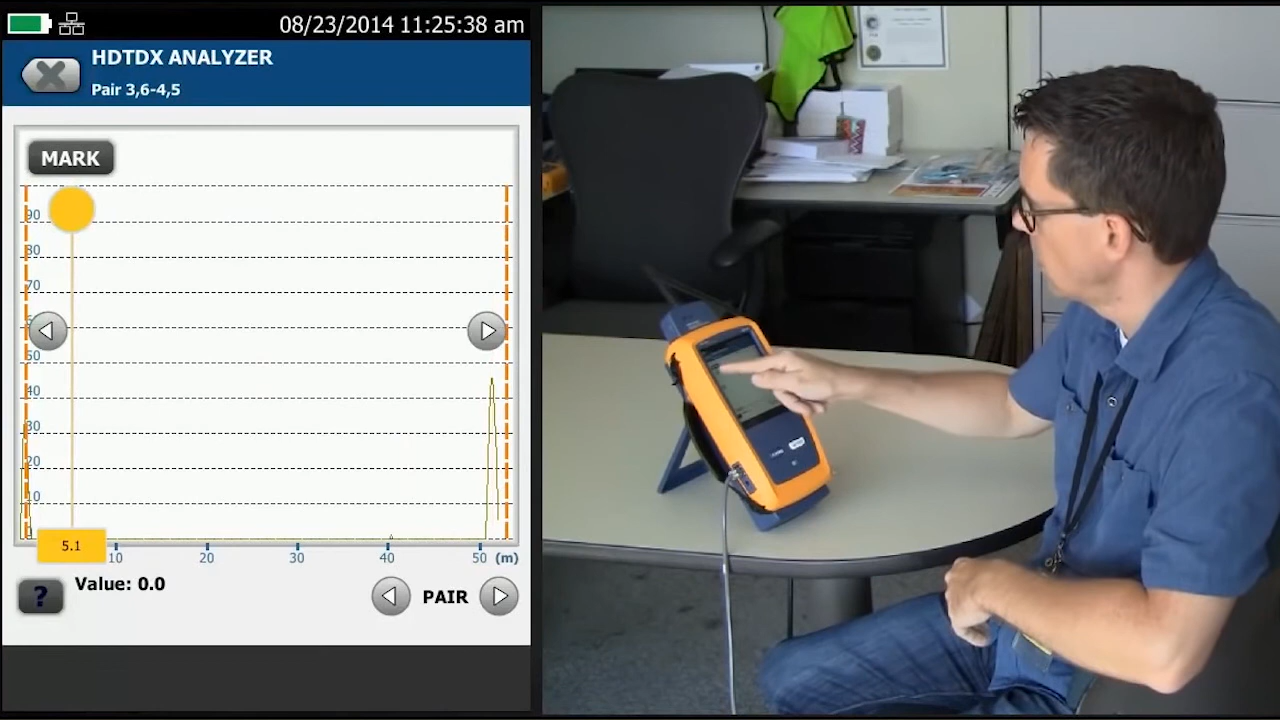 08/23/2014 11:25:38 am
HDTDX ANALYZER
Pair 3,6-4,5
MARK
90
80
70
50
40
30
20
10
5.1
10 20 30 40 50 (m)
Value: 0.0
?
PAIR